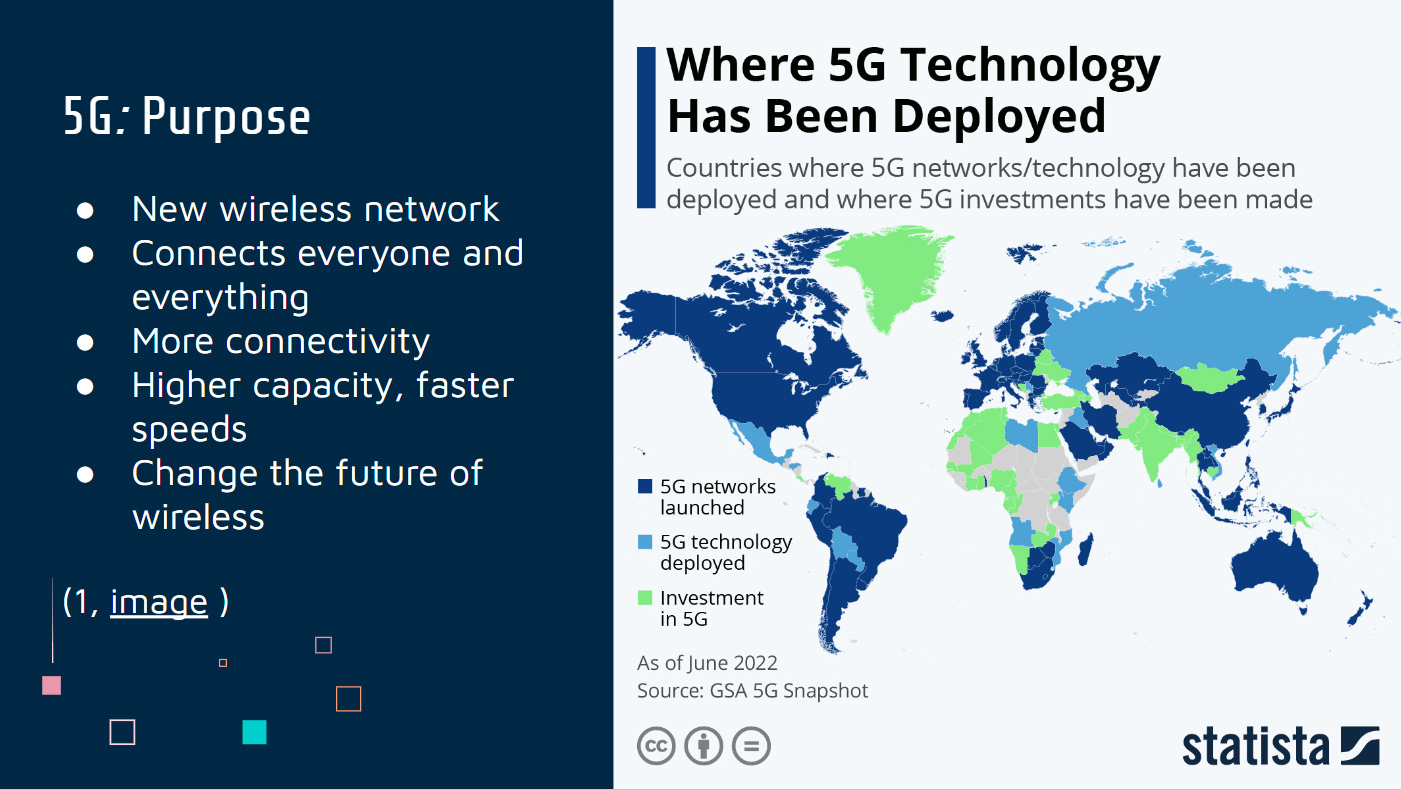 5G: Purpose
● New wireless network
● Connects everyone and
everything
● More connectivity
● Higher capacity, faster
speeds
● Change the future of
wireless
(1, image )
Where 5G Technology
Has Been Deployed
Countries where 5G networks/technology have been
deployed and where 5G investments have been made
5G networks
launched
5G technology
deployed
Investment
in 5G
As of June 2022
Source: GSA 5G Snapshot
cc
statista